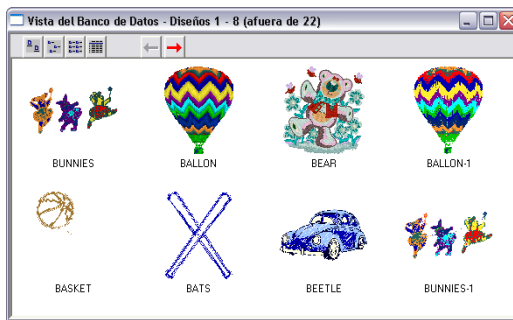 Vista del Banco de Datos - Diseños 1 - 8 (afuera de 22)
BUNNIES BALLON BEAR BALLON-1
BASKET BATS BEETLE BUNNIES-1